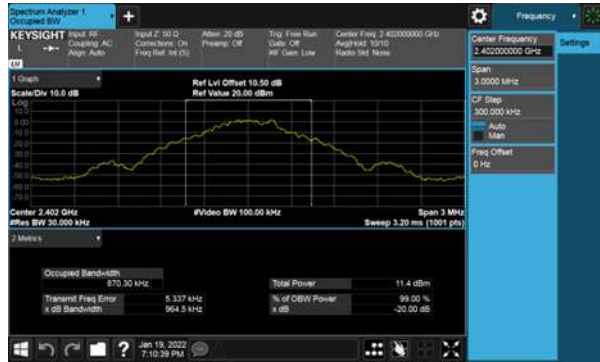 Spectrum Analyzer 1
Occupied BW
Frequency
KEYSIGHT
Input: RF
Coupling: AC
Align: Auto
Input Z: 50 Ω
Corrections: On
Freq Ref: Int (S)
Atten: 20 dB
Preamp: Off
Trig: Free Run
Gate: Off
#IF Gain: Low
Center Freq: 2.402000000 GHz
Avg|Hold: 10/10
Radio Std: None
Center Frequency
2.402000000 GHz
Settings
Span
3.0000 MHz
CF Step
300.000 kHz
Auto
Man
Freq Offset
0 Hz
1 Graph
Scale/Div 10.0 dB
Ref Lvl Offset 10.50 dB
Ref Value 20.00 dBm
Log
Center 2.402 GHz
#Res BW 30.000 kHz
#Video BW 100.00 kHz
Span 3 MHz
Sweep 3.20 ms (1001 pts)
2 Metrics
Occupied Bandwidth
870.30 kHz
Total Power
11.4 dBm
Transmit Freq Error
5.337 kHz
% of OBW Power
99.00 %
x dB Bandwidth
964.5 kHz
x dB
-20.00 dB
Jan 19, 2022
7:10:39 PM